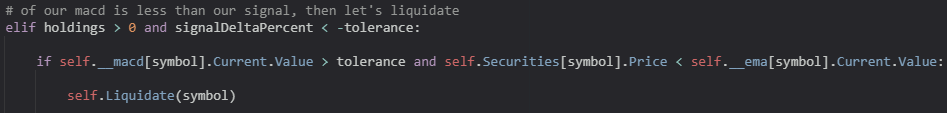 # of our macd is less than our signal, then let's liquidate
elif holdings > 0 and signalDeltaPercent < -tolerance:
if self.__macd[symbol].Current.Value > tolerance and self.Securities[symbol].Price < self.__ema[symbol].Current.Value:
self.Liquidate(symbol)